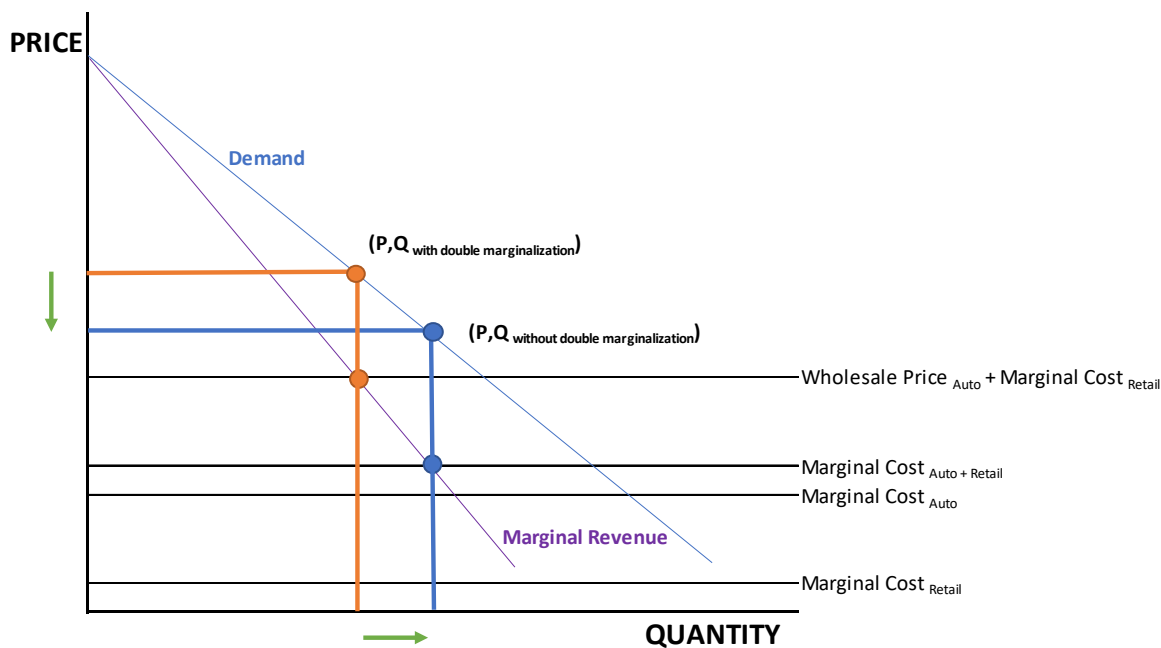 PRICE
Demand
(P,Q with double marginalization)
(P,Q without double marginalization)
Wholesale Price Auto + Marginal Cost Retail
Marginal Cost Auto + Retail
Marginal Cost Auto
Marginal Revenue
Marginal Cost Retail
QUANTITY